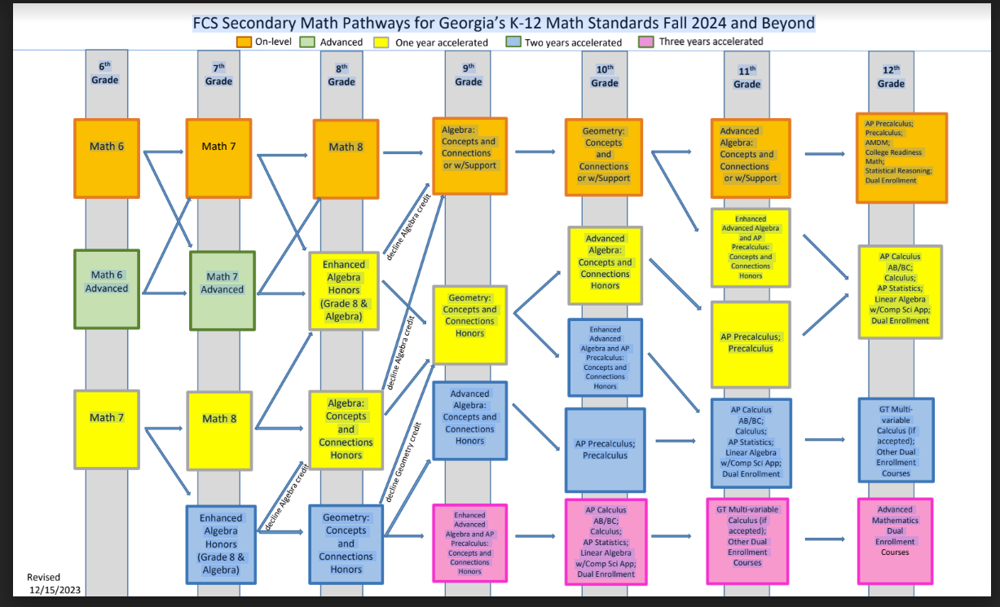 FCS Secondary Math Pathways for Georgia's K-12 Math Standards Fall 2024 and Beyond
On-level
Advanced
One year accelerated
Two years accelerated
Three years accelerated
6th
Grade
7th
Grade
8th
Grade
9th
Grade
10th
Grade
11th
Grade
12th
Grade
Math 6
Math 7
Math 8
Algebra:
Concepts and
Connections
or w/Support
Geometry:
Concepts
and
Connections
or w/Support
Advanced
Algebra:
Concepts and
Connections
or w/Support
AP Precalculus;
Precalculus;
AMDM;
College Readiness
Math;
Statistical Reasoning;
Dual Enrollment
decline Algebra credit
Math 6
Advanced
Math 7
Advanced
Enhanced
Algebra
Honors
(Grade 8 &
Algebra)
Geometry:
Concepts and
Connections
Honors
Advanced
Algebra:
Concepts and
Connections
Honors
Enhanced
Advanced Algebra
and AP
Precalculus:
Concepts and
Connections
Honors
AP Calculus
AB/BC;
Calculus;
AP Statistics;
Linear Algebra
w/Comp Sci App;
Dual Enrollment
decline Algebra credit
Enhanced
Advanced
Algebra and AP
Precalculus:
Concepts and
Connections
Honors
AP Precalculus;
Precalculus
Math 7
Math 8
Algebra:
Concepts
and
Connections
Honors
Advanced
Algebra:
Concepts and
Connections
Honors
AP Precalculus;
Precalculus
AP Calculus
AB/BC;
Calculus;
AP Statistics;
Linear Algebra
w/Comp Sci App;
Dual Enrollment
GT Multi-
variable
Calculus (if
accepted);
Other Dual
Enrollment
Courses
decline Algebra credit
decline Geometry credit
Enhanced
Algebra
Honors
(Grade 8 &
Algebra)
Geometry:
Concepts
and
Connections
Honors
Enhanced
Advanced
Algebra and AP
Precalculus:
Concepts and
Connections
Honors
AP Calculus
AB/BC;
Calculus;
AP Statistics;
Linear Algebra
w/Comp Sci App;
Dual Enrollment
GT Multi-variable
Calculus (if
accepted);
Other Dual
Enrollment
Courses
Advanced
Mathematics
Dual
Enrollment
Courses
Revised
12/15/2023